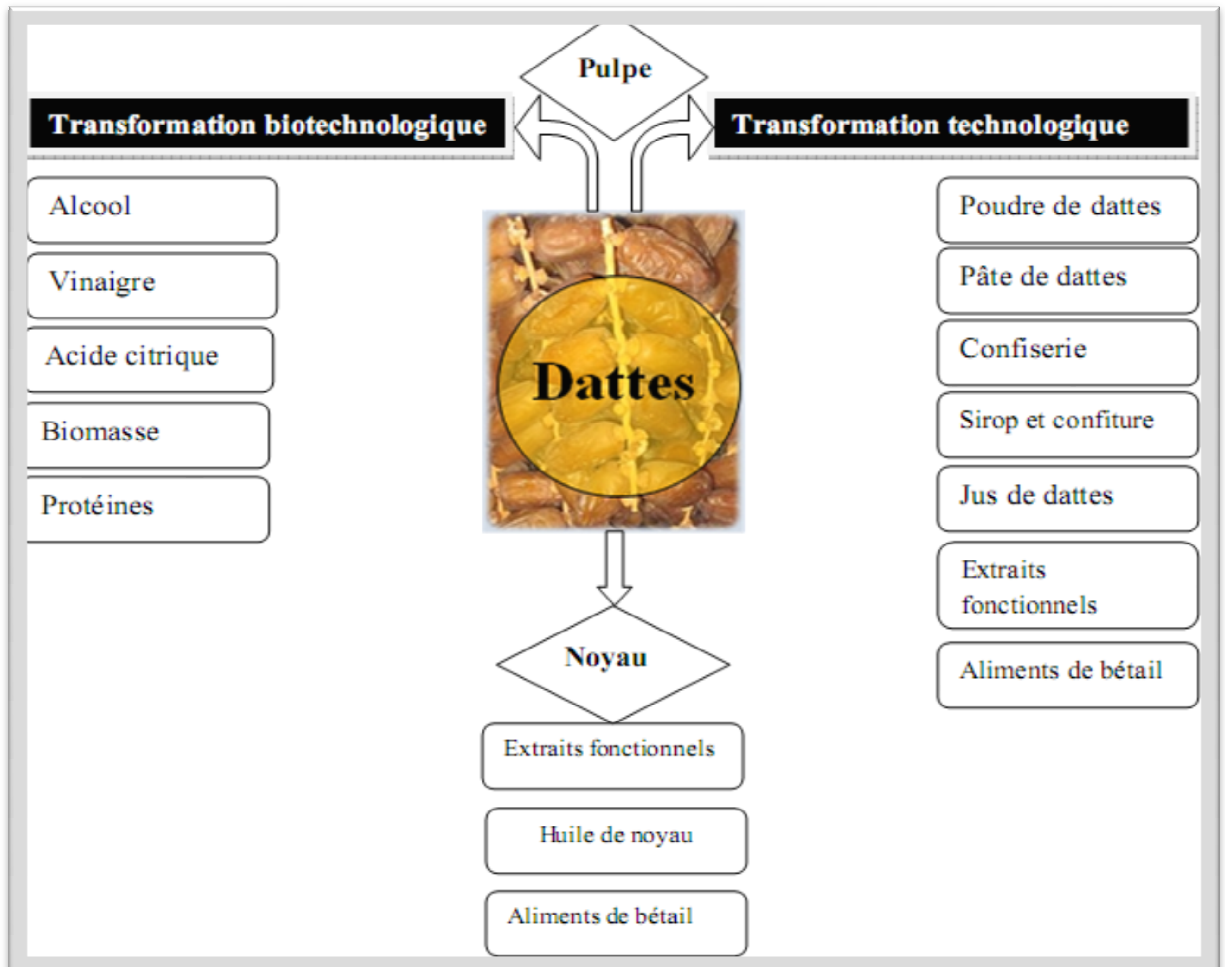 Pulpe
Transformation biotechnologique
Transformation technologique
Alcool
Vinaigre
Acide citrique
Biomasse
Protéines
Dattes
Poudre de dattes
Pâte de dattes
Confiserie
Sirop et confiture
Jus de dattes
Extraits
fonctionnels
Aliments de bétail
Noyau
Extraits fonctionnels
Huile de noyau
Aliments de bétail